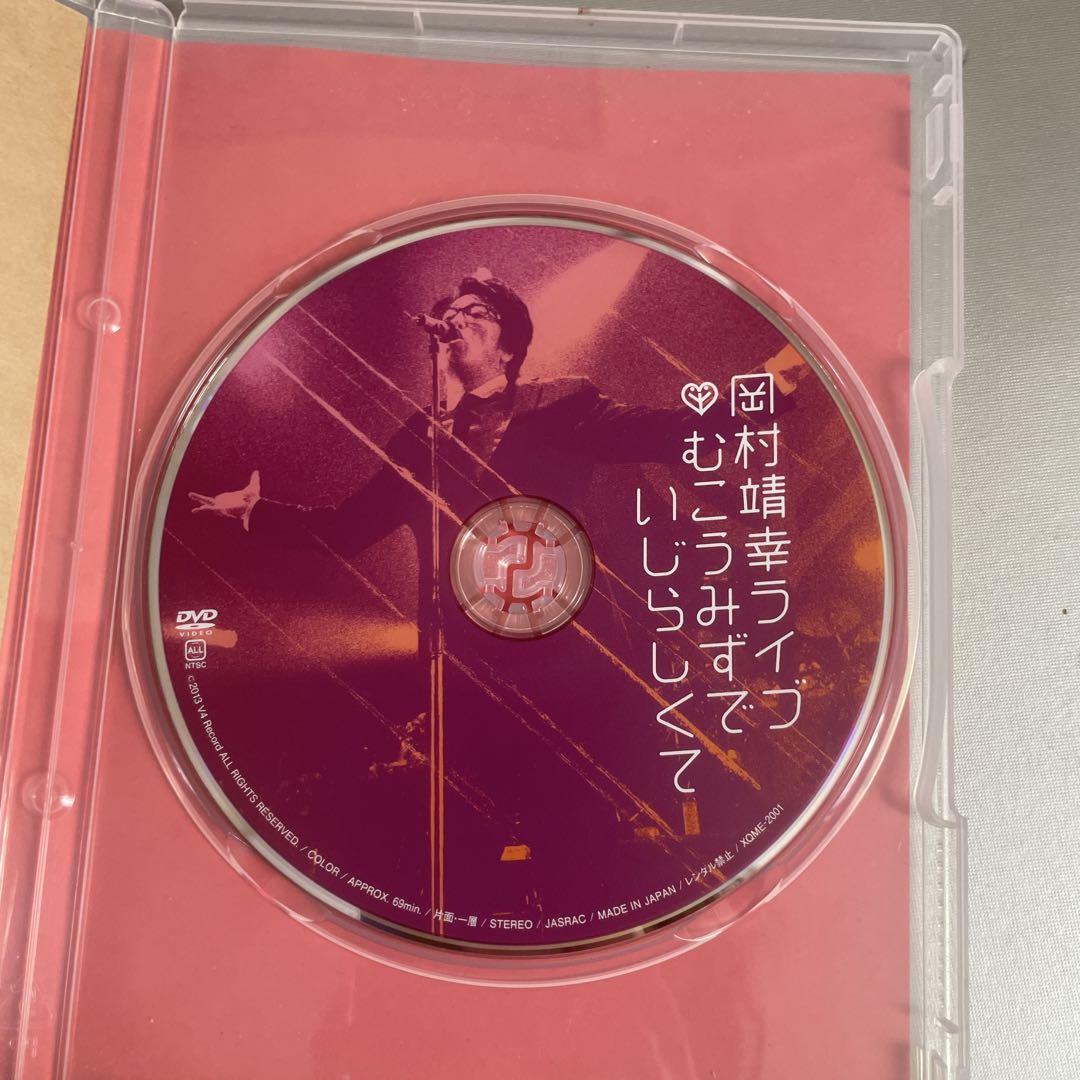 岡村靖幸ライブ
むこうみずで
いじらしくて
DVD
VIDEO
ALL
NTSC
©2013 V4 Record ALL RIGHTS RESERVED. / COLOR / APPROX. 69min. / 片面・一層 / STEREO / JASRAC / MADE IN JAPAN / レンタル禁止 / XQME-2001